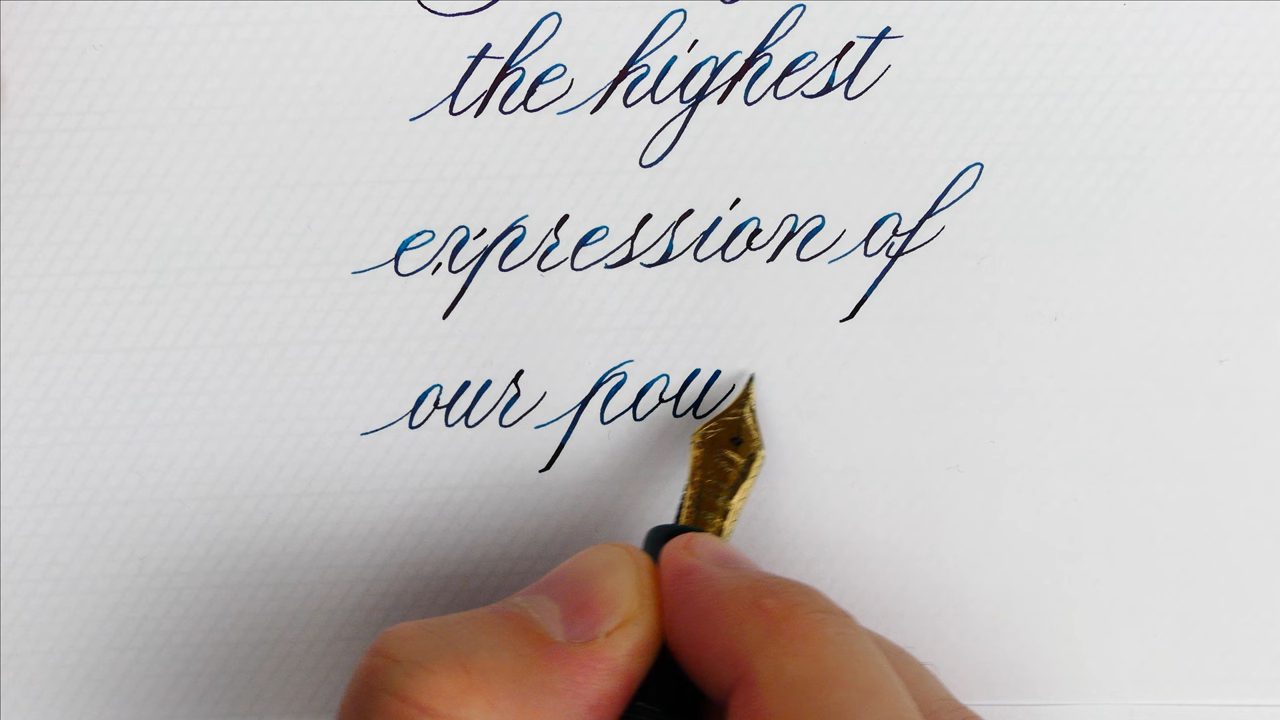 the highest
expression of
our pou